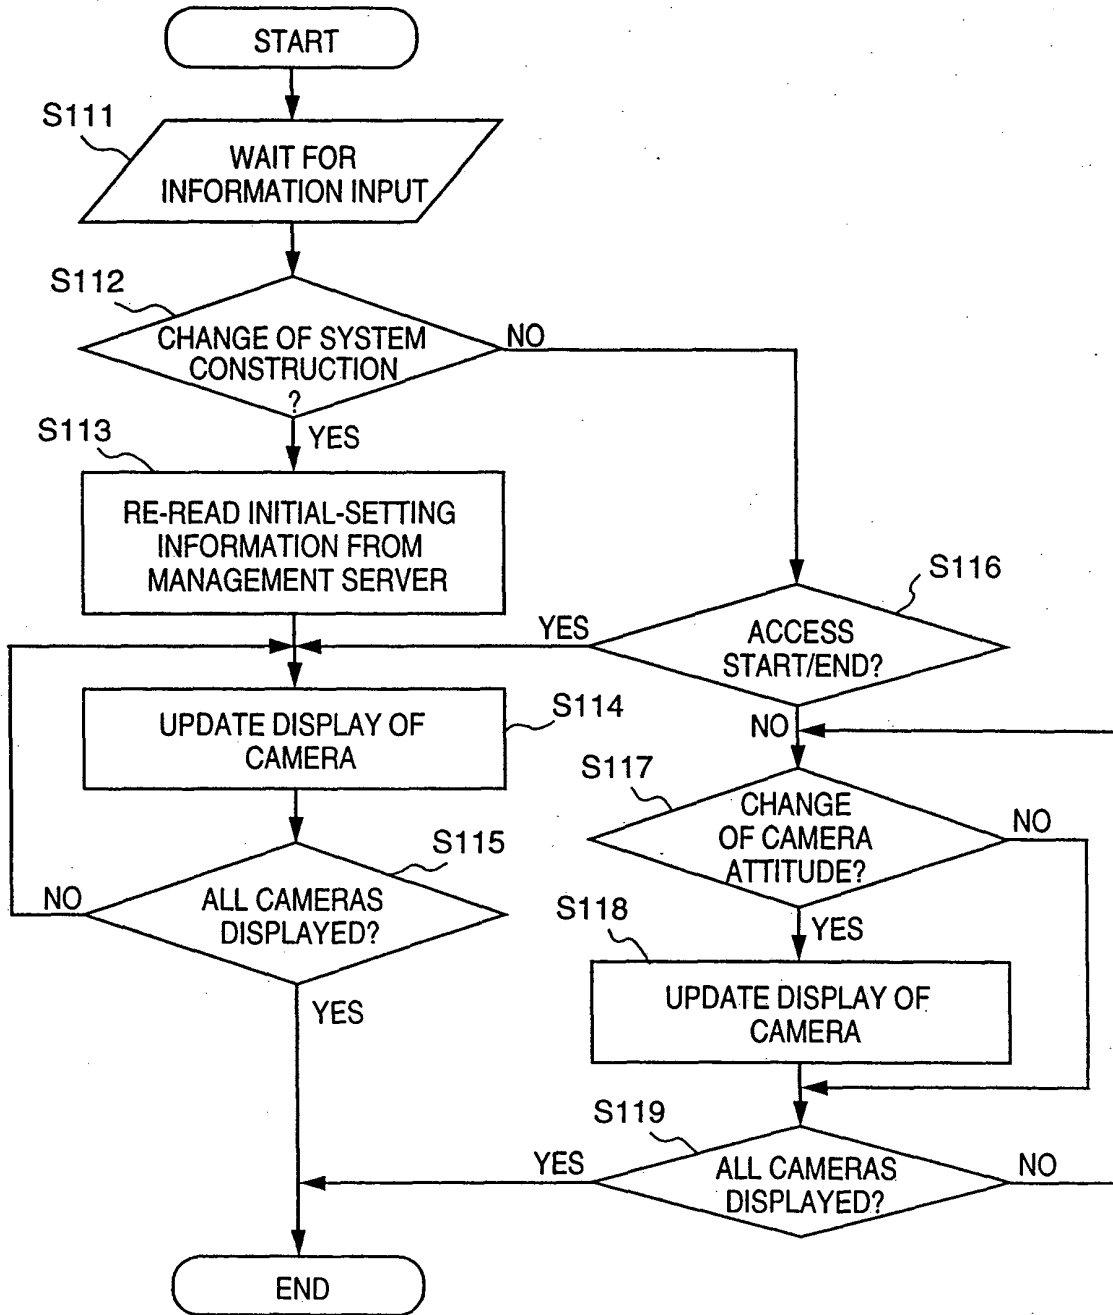 START
S111
WAIT FOR
INFORMATION INPUT
S112
CHANGE OF SYSTEM
CONSTRUCTION
?
NO
YES
S113
RE-READ INITIAL-SETTING
INFORMATION FROM
MANAGEMENT SERVER
S116
ACCESS
START/END?
YES
NO
S114
UPDATE DISPLAY OF
CAMERA
S117
CHANGE
OF CAMERA
ATTITUDE?
NO
YES
S115
ALL CAMERAS
DISPLAYED?
NO
YES
S118
UPDATE DISPLAY OF
CAMERA
S119
ALL CAMERAS
DISPLAYED?
YES
NO
END